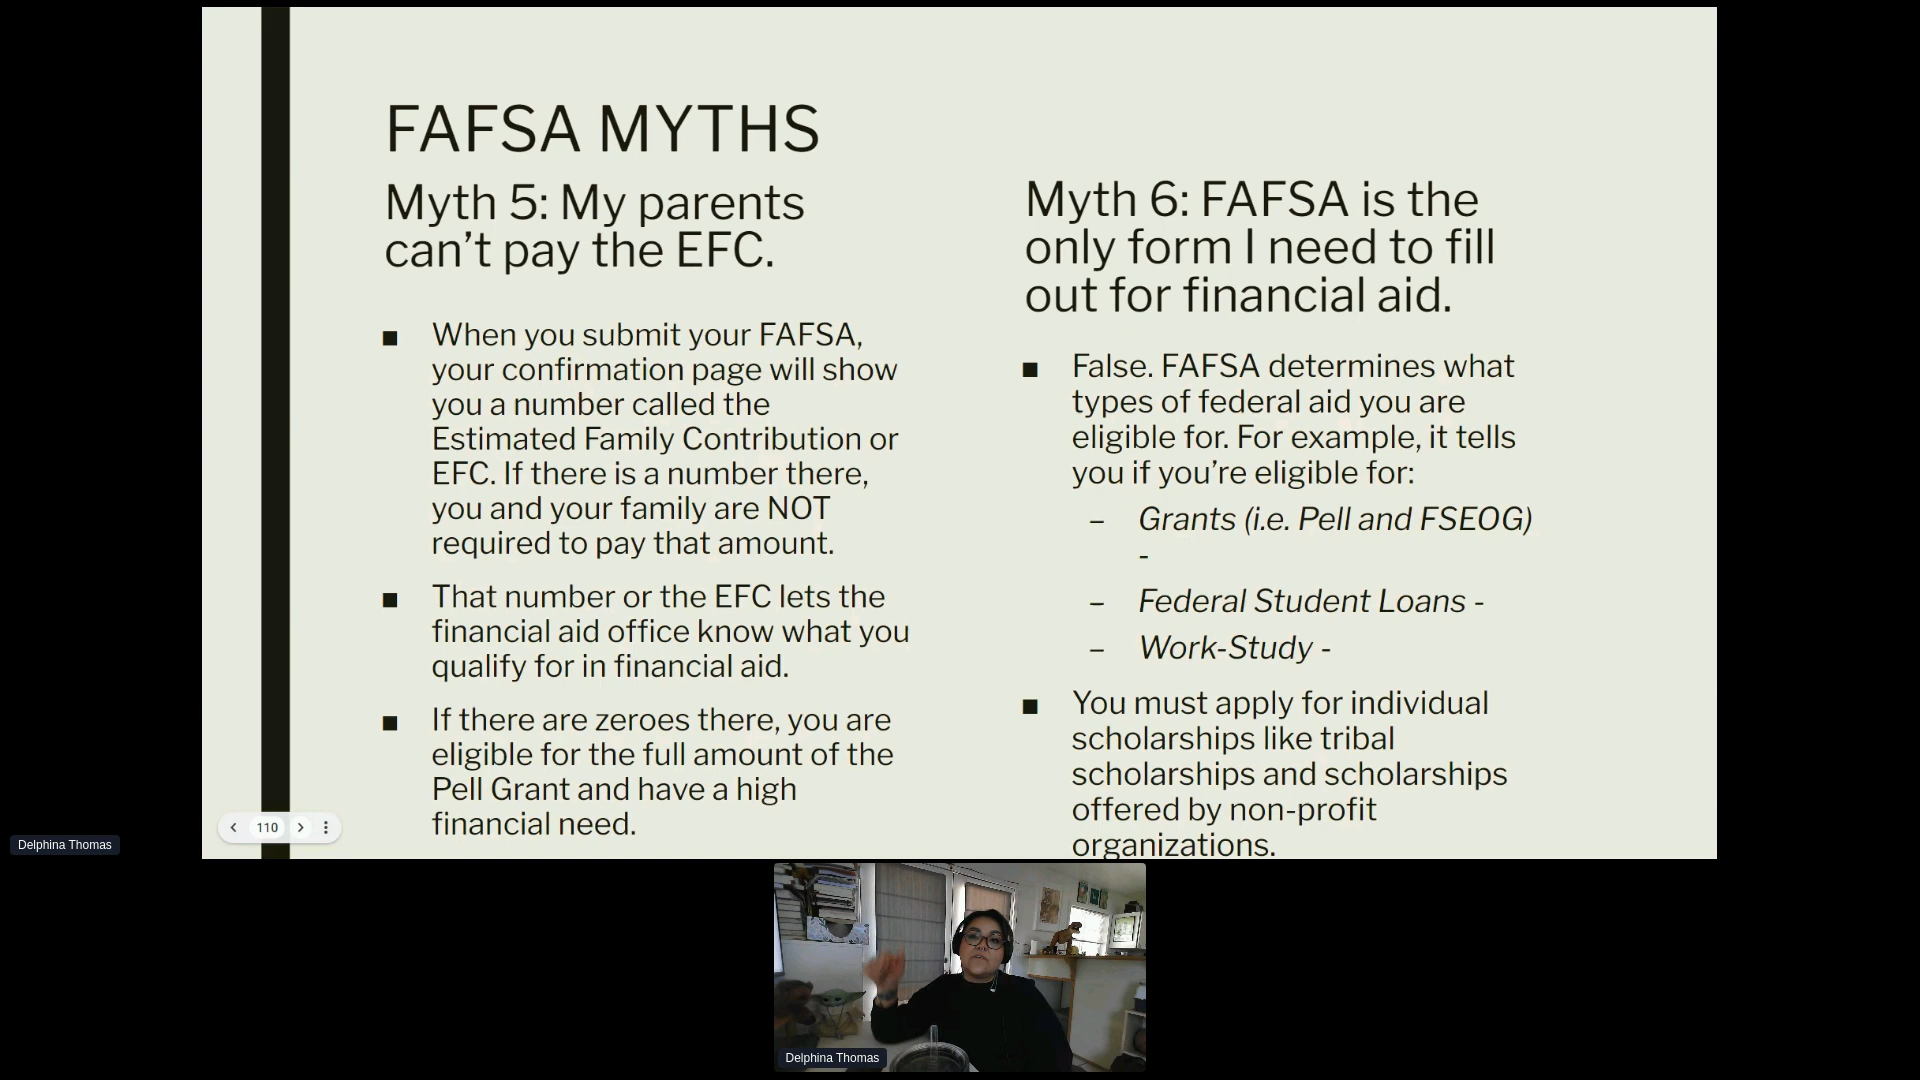 FAFSA MYTHS
Myth 5: My parents
can’t pay the EFC.
■ When you submit your FAFSA,
your confirmation page will show
you a number called the
Estimated Family Contribution or
EFC. If there is a number there,
you and your family are NOT
required to pay that amount.
■ That number or the EFC lets the
financial aid office know what you
qualify for in financial aid.
■ If there are zeroes there, you are
eligible for the full amount of the
Pell Grant and have a high
financial need.
Myth 6: FAFSA is the
only form I need to fill
out for financial aid.
■ False. FAFSA determines what
types of federal aid you are
eligible for. For example, it tells
you if you’re eligible for:
– Grants (i.e. Pell and FSEOG)
-
– Federal Student Loans -
– Work-Study -
■ You must apply for individual
scholarships like tribal
scholarships and scholarships
offered by non-profit
organizations.
110
Delphina Thomas
Delphina Thomas